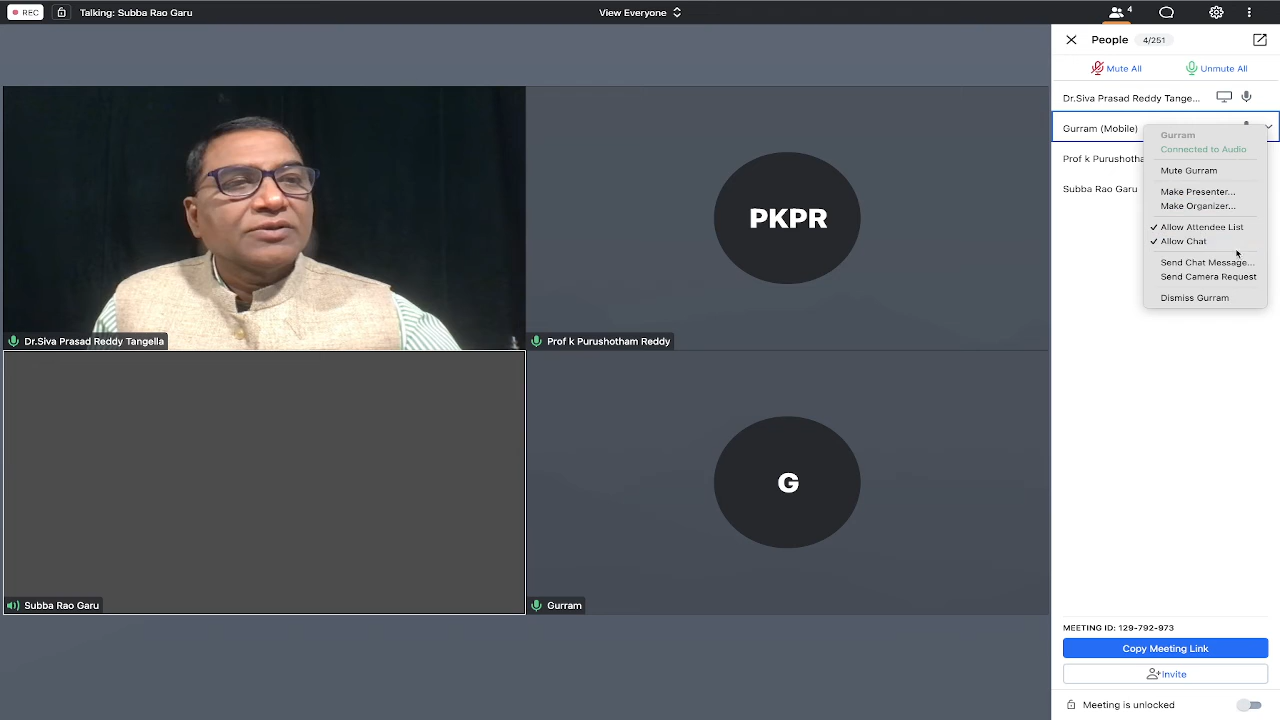 REC
Talking: Subba Rao Garu
View Everyone
4
People 4/251
Mute All
Unmute All
Dr.Siva Prasad Reddy Tange...
Gurram (Mobile)
Prof k Purushotha
Subba Rao Garu
Gurram
Connected to Audio
Mute Gurram
Make Presenter...
Make Organizer...
Allow Attendee List
Allow Chat
Send Chat Message...
Send Camera Request
Dismiss Gurram
PKPR
Dr.Siva Prasad Reddy Tangella
Prof k Purushotham Reddy
G
Subba Rao Garu
Gurram
MEETING ID: 129-792-973
Copy Meeting Link
Invite
Meeting is unlocked